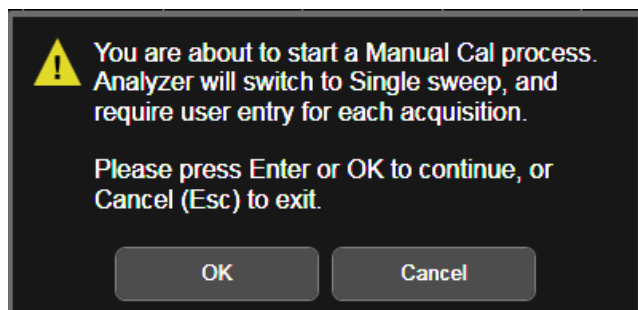 You are about to start a Manual Cal process.
Analyzer will switch to Single sweep, and
require user entry for each acquisition.
Please press Enter or OK to continue, or
Cancel (Esc) to exit.
OK
Cancel